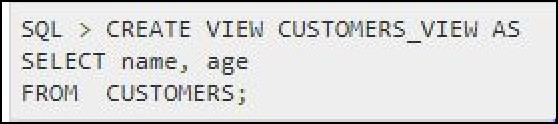 SQL > CREATE VIEW CUSTOMERS_VIEW AS
SELECT name, age
FROM  CUSTOMERS;